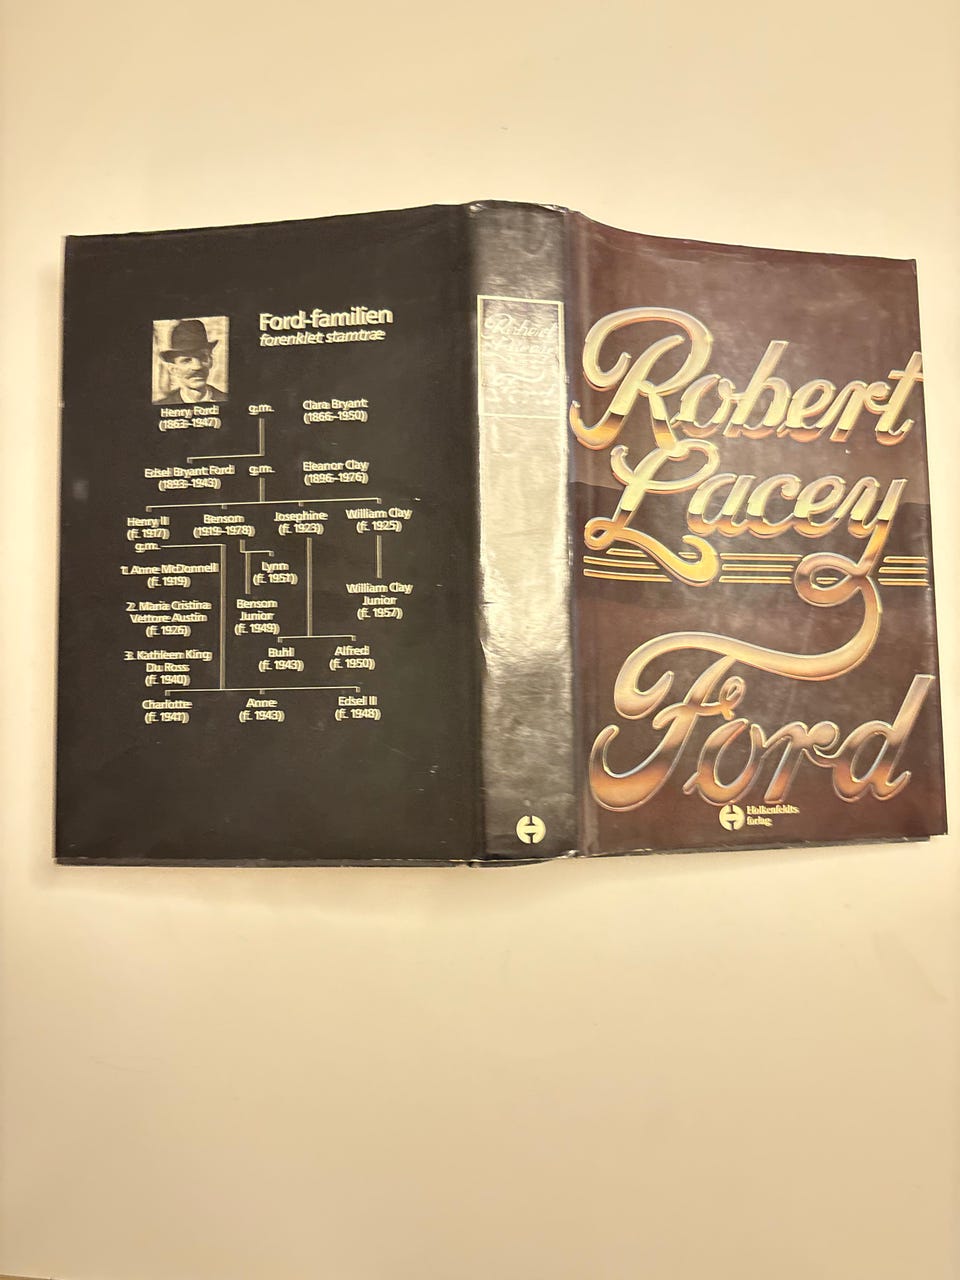 Ford-familien
forenklet stamtræ
Henry Ford
(1863–1947)
g.m.
Clara Bryant
(1866–1950)
Edsel Bryant Ford
(1893–1943)
g.m.
Eleanor Clay
(1896–1976)
Henry II
(f. 1917)
g.m.
Benson
(1919–1978)
Josephine
(f. 1923)
William Clay
(f. 1925)
1. Anne McDonnell
(f. 1919)
2. Maria Cristina
Vettore Austin
(f. 1926)
3. Kathleen King
Du Ross
(f. 1940)
Lynn
(f. 1951)
Benson
Junior
(f. 1949)
William Clay
Junior
(f. 1957)
Buhl
(f. 1943)
Alfred
(f. 1950)
Charlotte
(f. 1941)
Anne
(f. 1943)
Edsel II
(f. 1948)
Robert
Lacey
Ford
Robert
Lacey
Ford
Holkenfeldts
forlag